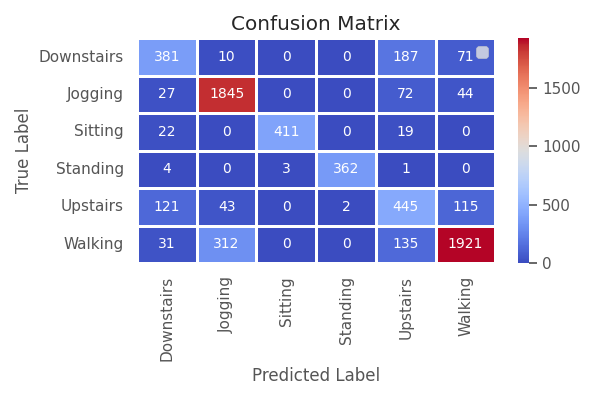 Confusion Matrix
True Label
Downstairs 381 10 0 0 187 71
Jogging 27 1845 0 0 72 44
Sitting 22 0 411 0 19 0
Standing 4 0 3 362 1 0
Upstairs 121 43 0 2 445 115
Walking 31 312 0 0 135 1921
Downstairs Jogging Sitting Standing Upstairs Walking
Predicted Label
1500
1000
500
0